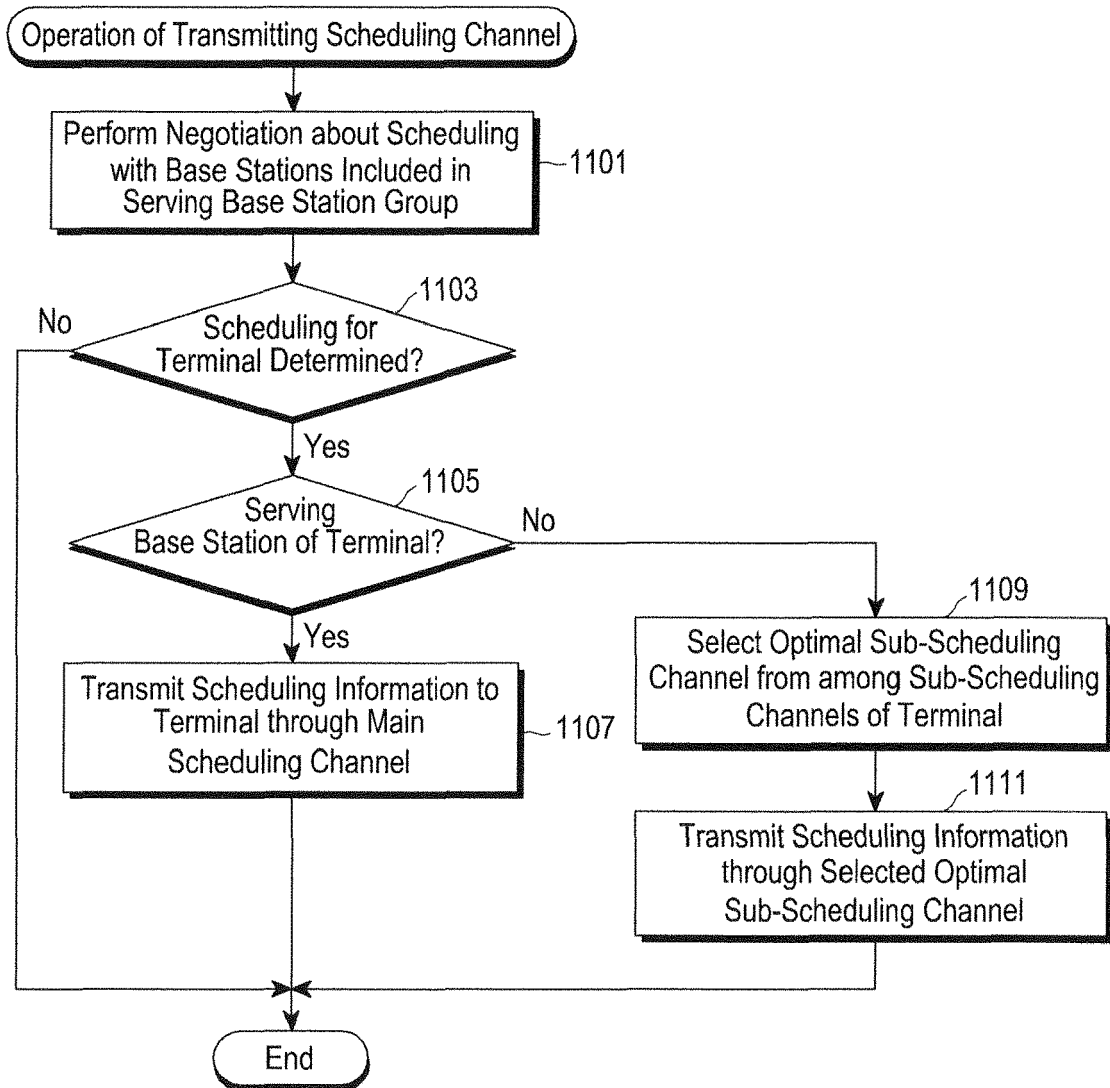 Operation of Transmitting Scheduling Channel
Perform Negotiation about Scheduling
with Base Stations Included in
Serving Base Station Group
1101
1103
No
Scheduling for
Terminal Determined?
Yes
1105
Serving
Base Station of Terminal?
No
Yes
1109
Transmit Scheduling Information to
Terminal through Main
Scheduling Channel
1107
Select Optimal Sub-Scheduling
Channel from among Sub-Scheduling
Channels of Terminal
1111
Transmit Scheduling Information
through Selected Optimal
Sub-Scheduling Channel
End